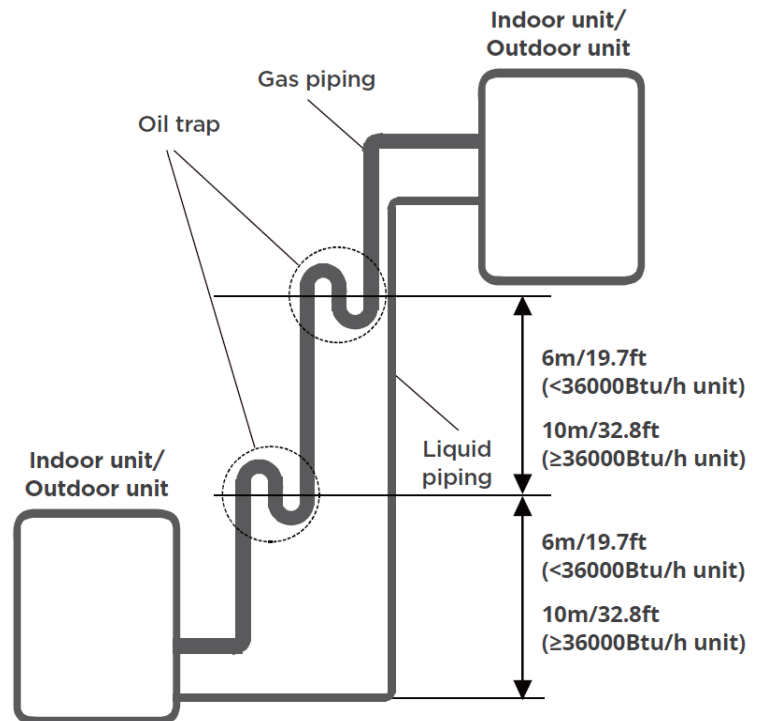 Indoor unit/
Outdoor unit
Gas piping
Oil trap
6m/19.7ft
(<36000Btu/h unit)
10m/32.8ft
(≥36000Btu/h unit)
Liquid
piping
Indoor unit/
Outdoor unit
6m/19.7ft
(<36000Btu/h unit)
10m/32.8ft
(≥36000Btu/h unit)